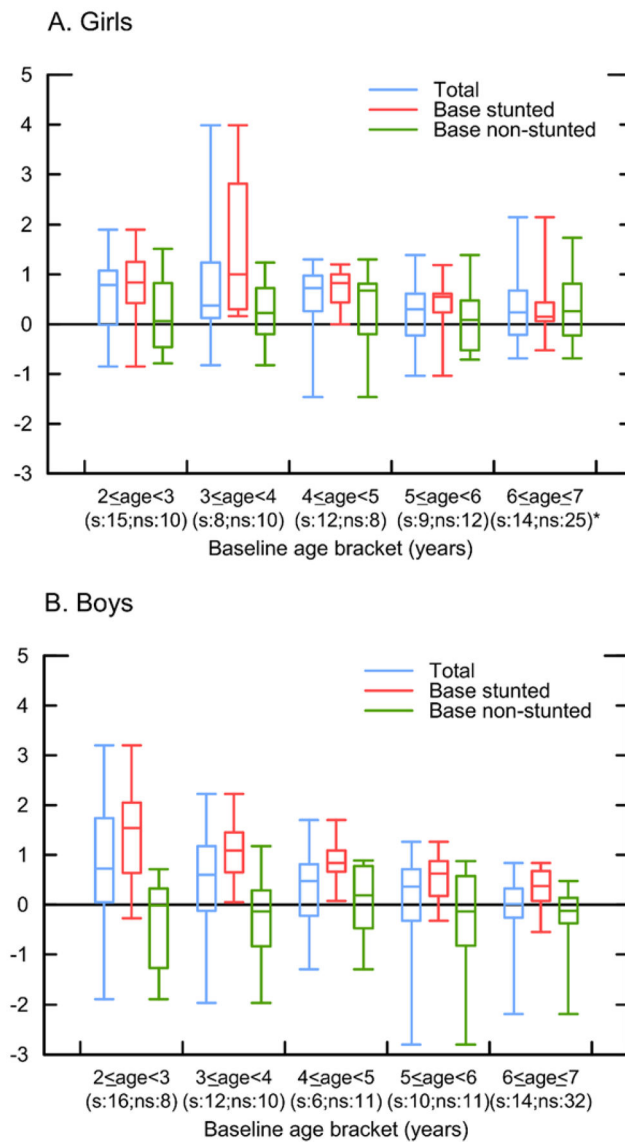 A. Girls
5
4
3
2
1
0
-1
-2
-3
Total
Base stunted
Base non-stunted
2≤age<3 3≤age<4 4≤age<5 5≤age<6 6≤age≤7
(s:15;ns:10) (s:8;ns:10) (s:12;ns:8) (s:9;ns:12) (s:14;ns:25)*
Baseline age bracket (years)
B. Boys
5
4
3
2
1
0
-1
-2
-3
Total
Base stunted
Base non-stunted
2≤age<3 3≤age<4 4≤age<5 5≤age<6 6≤age≤7
(s:16;ns:8) (s:12;ns:10) (s:6;ns:11) (s:10;ns:11) (s:14;ns:32)
Baseline age bracket (years)